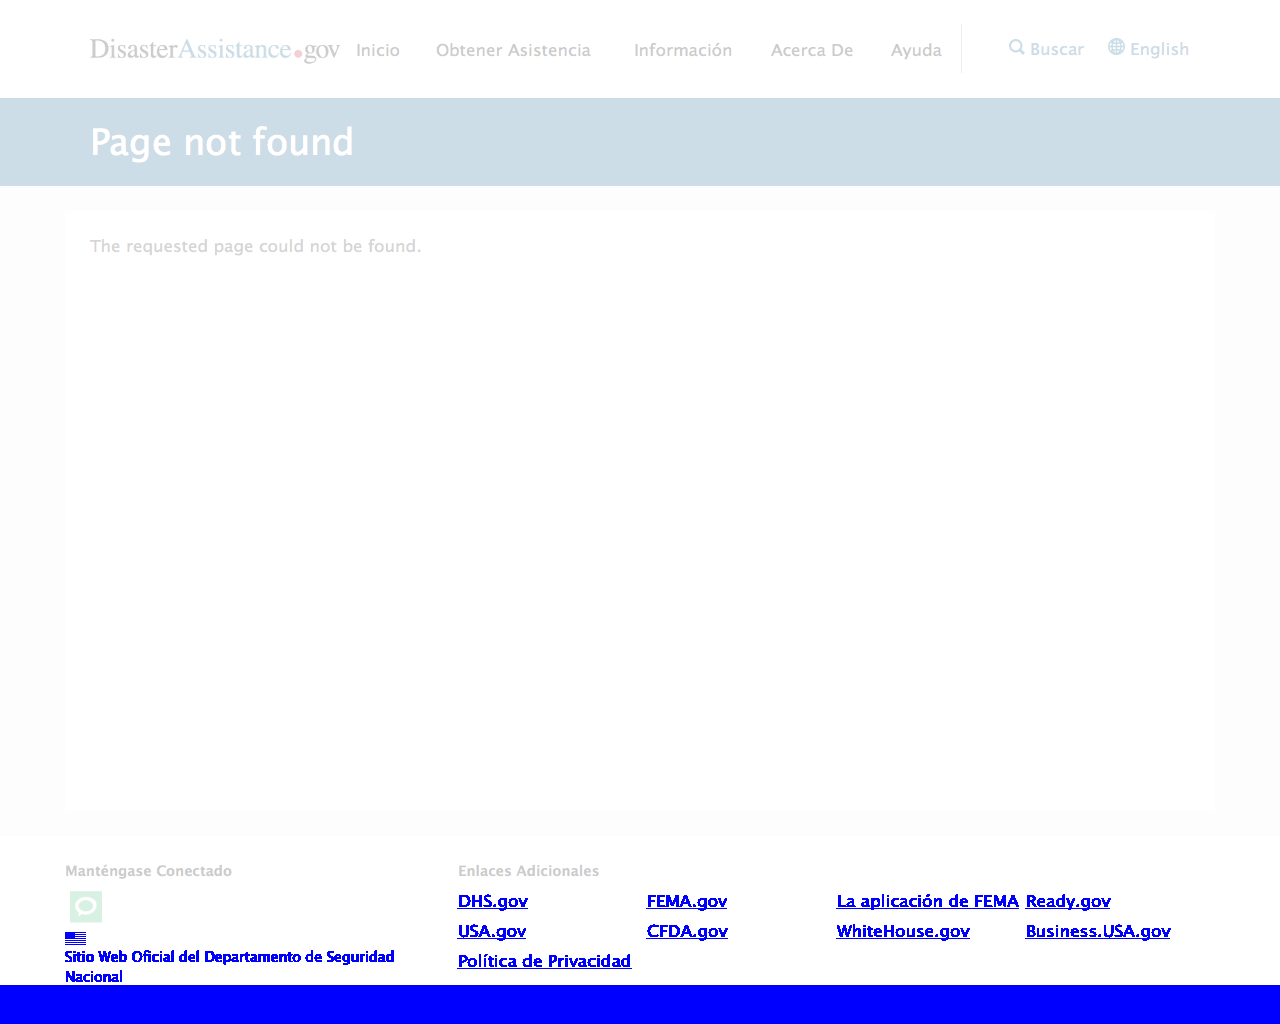 DisasterAssistance.gov Inicio Obtener Asistencia Información Acerca De Ayuda Buscar English
Page not found
The requested page could not be found.
Manténgase Conectado
Sitio Web Oficial del Departamento de Seguridad
Nacional
Enlaces Adicionales
DHS.gov FEMA.gov La aplicación de FEMA Ready.gov
USA.gov CFDA.gov WhiteHouse.gov Business.USA.gov
Política de Privacidad